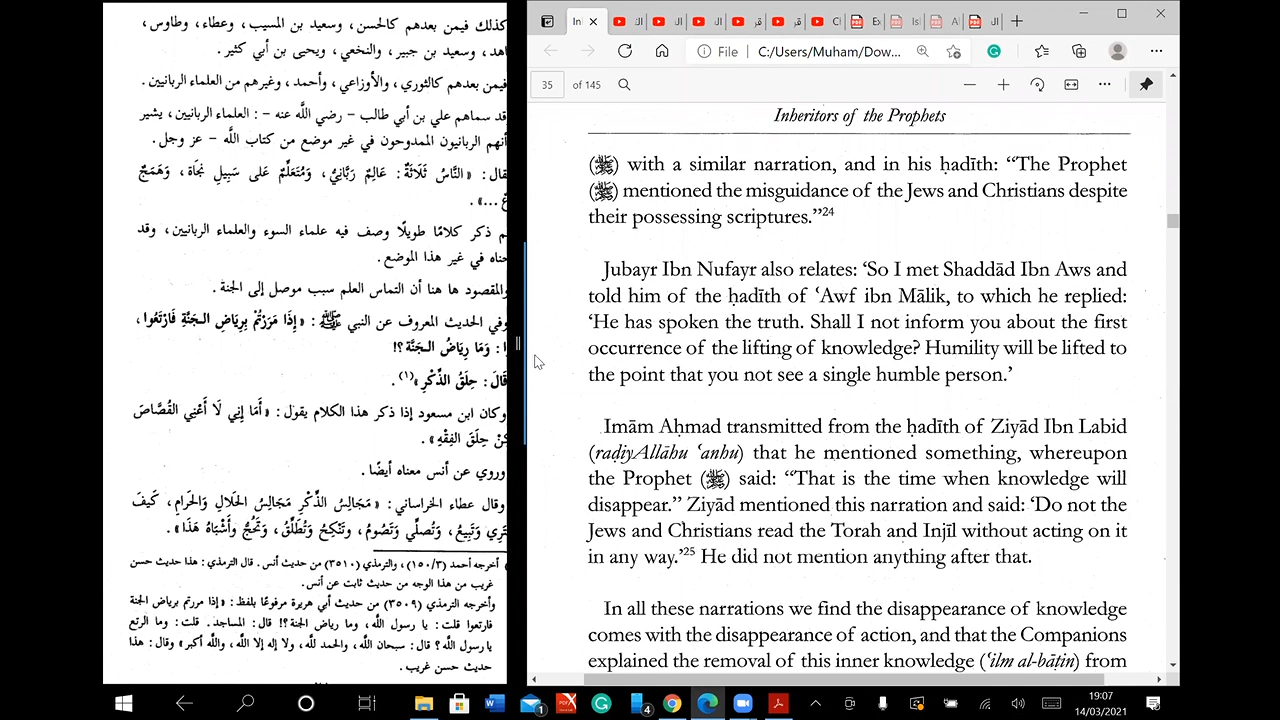 كذلك فيمن بعدهم كالحسن، وسعيد بن المسيب، وعطاء، وطاوس،
اهد، وسعيد بن جبير، والنخعي، ويحيى بن أبي كثير.
فيمن بعدهم كالثوري، والأوزاعي، وأحمد، وغيرهم من العلماء الربانيين.
قد سماهم علي بن أبي طالب - رضي الله عنه - : العلماء الربانيين، يشير
أنهم الربانيون الممدوحون في غير موضع من كتاب الله - عز وجل.
قال: «النَّاسُ ثَلَاثَةٌ: عَالِمٌ رَبَّانِيٌّ، وَمُتَعَلِّمٌ عَلَى سَبِيلِ نَجَاة، وَهَمَجٌ
عٌ ...».
م ذكر كلامًا طويلًا وصف فيه علماء السوء والعلماء الربانيين، وقد
حناه في غير هذا الموضع.
والمقصود ها هنا أن التماس العلم سبب موصل إلى الجنة.
وفي الحديث المعروف عن النبي ﷺ: «إِذَا مَرَرْتُمْ بِرِيَاضِ الـجَنَّةِ فَارْتَعُوا،
ا: وَمَا رِيَاضُ الـجَنَّة؟!
قَالَ: حِلَقُ الذِّكْرِ»(١).
وكان ابن مسعود إذا ذكر هذا الكلام يقول: «أَمَا إِنِي لَا أَعْنِي القُصَّاصَ
كِنْ حِلَقَ الفِقْهِ».
وروي عن أنس معناه أيضًا.
وقال عطاء الخراساني: «مَجَالِسُ الذِّكْرِ مَجَالِسُ الحَلَالِ وَالحَرامِ، كَيفَ
تَرِي وَتَبِيعُ، وَتُصلِّي وَتَصُومُ، وَتَنْكِحُ وَتُطَلِّقُ، وَتَحُجُّ وَأَشْبَاهُ هَذَا».
) أخرجه أحمد (٣/١٥٠)، والترمذي (٣٥١٠) من حديث أنس. قال الترمذي: هذا حديث حسن
غريب من هذا الوجه من حديث ثابت عن أنس.
وأخرجه الترمذي (٣٥٠٩) من حديث أبي هريرة مرفوعًا بلفظ: «إذا مررتم برياض الجنة
فارتعوا قلت: يا رسول الله، وما رياض الجنة؟! قال: المساجد. قلت: وما الرتع
يا رسول الله؟ قال: سبحان الله، والحمد لله، ولا إله إلا الله، والله أكبر» وقال: هذا
حديث حسن غريب.
In
File C:/Users/Muham/Dow...
35 of 145
Inheritors of the Prophets
(ﷺ) with a similar narration, and in his ḥadīth: “The Prophet
(ﷺ) mentioned the misguidance of the Jews and Christians despite
their possessing scriptures.”24
Jubayr Ibn Nufayr also relates: ‘So I met Shaddād Ibn Aws and
told him of the ḥadīth of ʿAwf ibn Mālik, to which he replied:
‘He has spoken the truth. Shall I not inform you about the first
occurrence of the lifting of knowledge? Humility will be lifted to
the point that you not see a single humble person.’
Imām Aḥmad transmitted from the ḥadīth of Ziyād Ibn Labid
(raḍiyAllāhu ʿanhu) that he mentioned something, whereupon
the Prophet (ﷺ) said: “That is the time when knowledge will
disappear.” Ziyād mentioned this narration and said: ‘Do not the
Jews and Christians read the Torah and Injīl without acting on it
in any way.’25 He did not mention anything after that.
In all these narrations we find the disappearance of knowledge
comes with the disappearance of action, and that the Companions
explained the removal of this inner knowledge (ʿilm al-bāṭin) from
19:07
14/03/2021